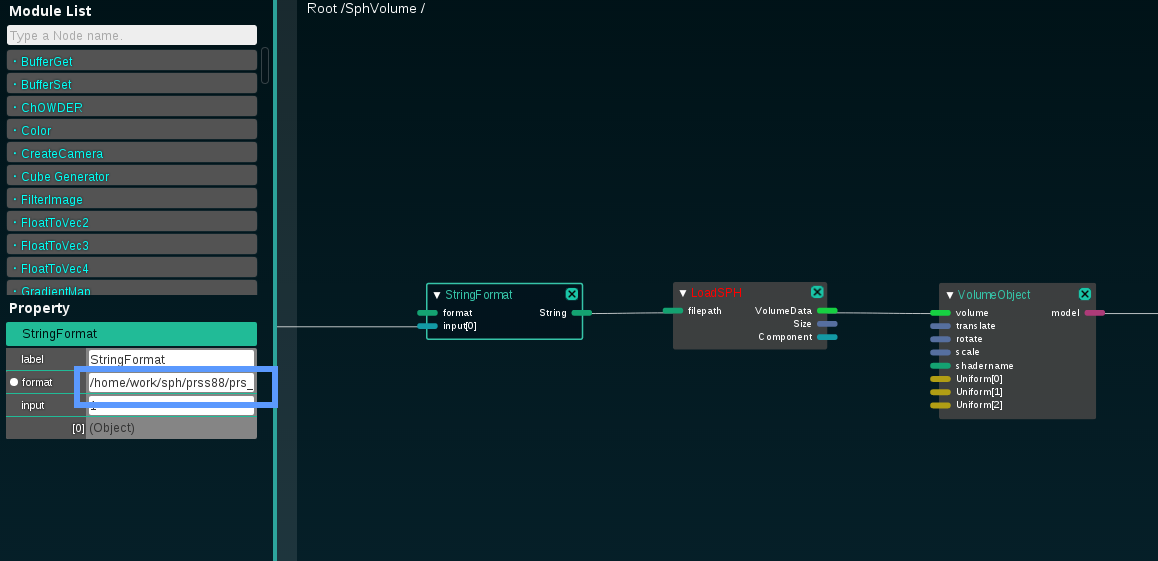 Module List
Type a Node name.
· BufferGet
· BufferSet
· ChOWDER
· Color
· CreateCamera
· Cube Generator
· FilterImage
· FloatToVec2
· FloatToVec3
· FloatToVec4
· GradientMap
Property
StringFormat
label StringFormat
format /home/work/sph/prss88/prs_
input 1
[0] (Object)
Root /SphVolume /
▼ StringFormat
format String
input[0]
▼ LoadSPH
filepath VolumeData
Size
Component
▼ VolumeObject
volume model
translate
rotate
scale
shadername
Uniform[0]
Uniform[1]
Uniform[2]